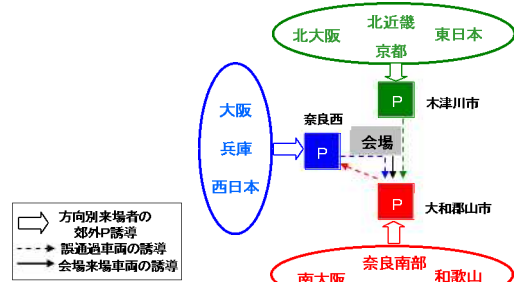 北近畿
北大阪
東日本
京都
P
木津川市
大阪
兵庫
西日本
奈良西
P
会場
P
大和郡山市
方向別来場者の
郊外P誘導
誤通過車両の誘導
会場来場車両の誘導
奈良南部
南大阪
和歌山